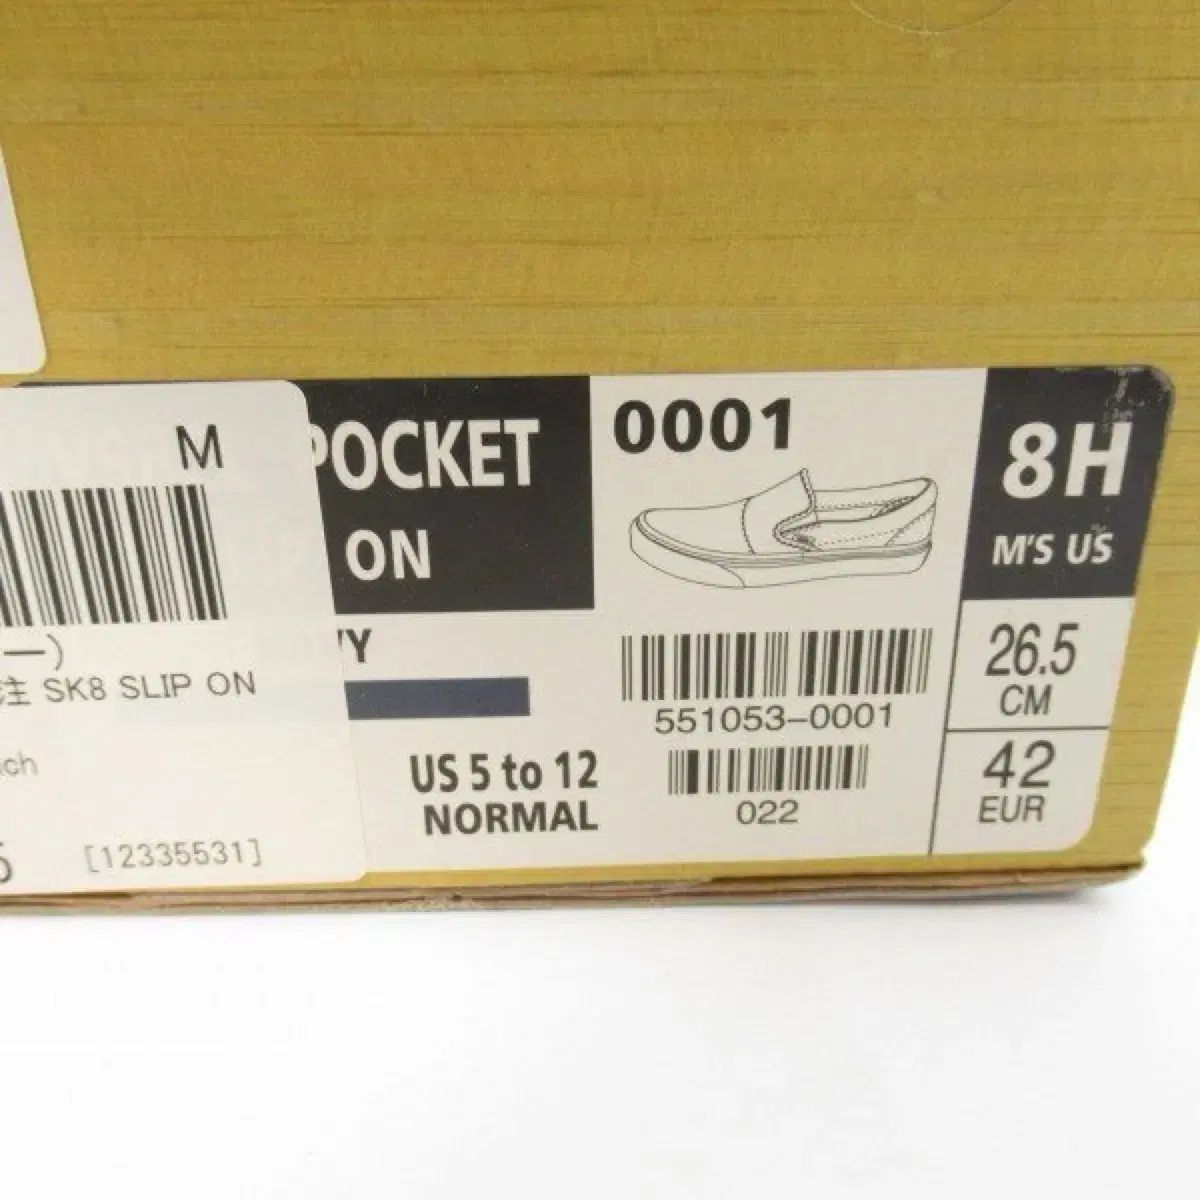 M
POCKET
ON
0001
8H
M'S US
ー)
注 SK8 SLIP ON
551053-0001
022
26.5
CM
42
EUR
US 5 to 12
NORMAL
[12335531]